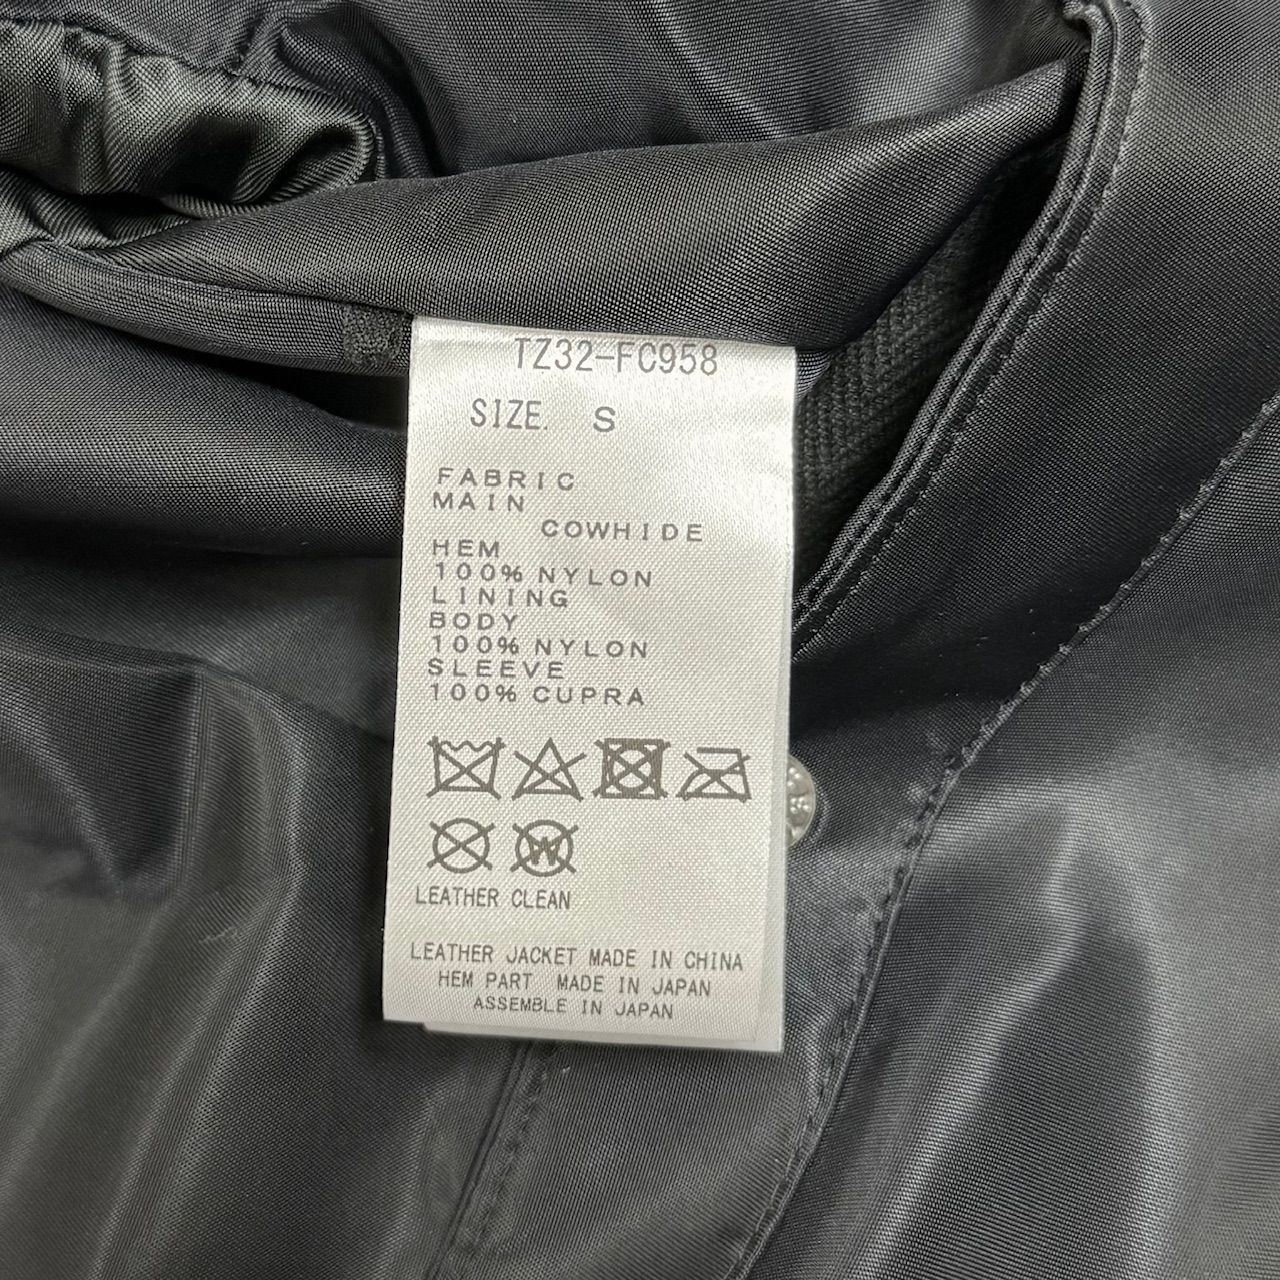 TZ32-FC958
SIZE. S
FABRIC
MAIN
COWHIDE
HEM
100% NYLON
LINING
BODY
100% NYLON
SLEEVE
100% CUPRA
W
LEATHER CLEAN
LEATHER JACKET MADE IN CHINA
HEM PART MADE IN JAPAN
ASSEMBLE IN JAPAN